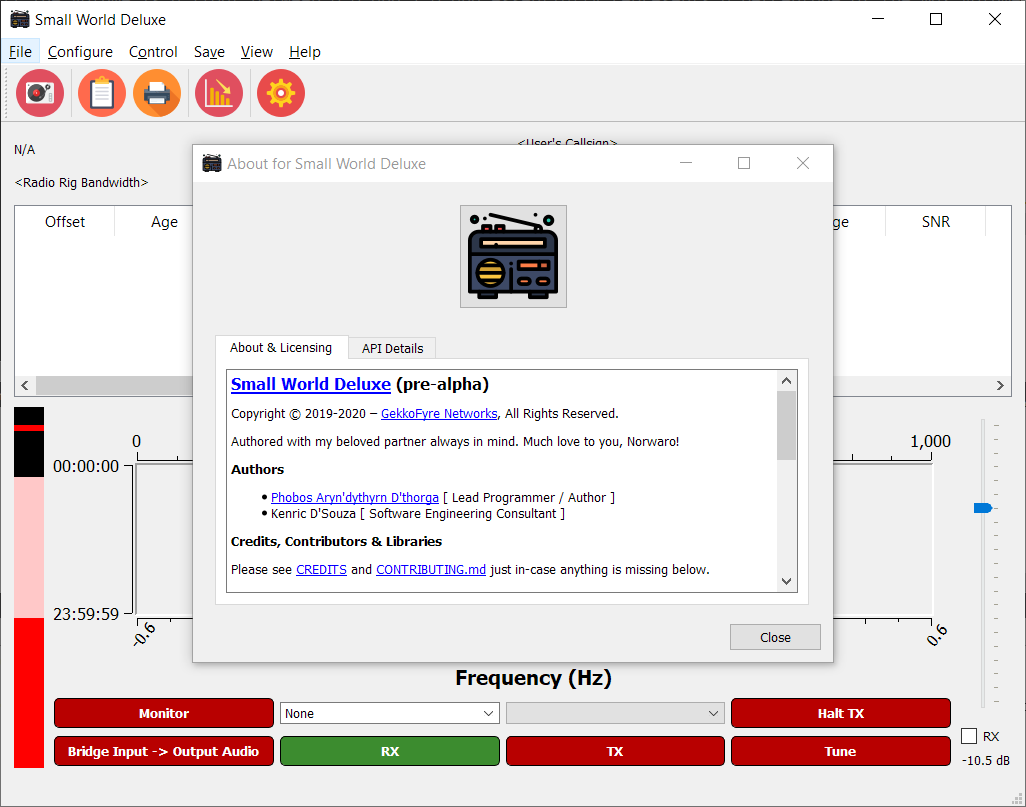 Small World Deluxe
File Configure Control Save View Help
N/A
<User's Callsign>
<Radio Rig Bandwidth>
Offset Age SNR
About for Small World Deluxe
About & Licensing API Details
Small World Deluxe (pre-alpha)
Copyright © 2019-2020 – GekkoFyre Networks, All Rights Reserved.
Authored with my beloved partner always in mind. Much love to you, Norwaro!
Authors
• Phobos Aryn'dythyrn D'thorga [ Lead Programmer / Author ]
• Kenric D'Souza [ Software Engineering Consultant ]
Credits, Contributors & Libraries
Please see CREDITS and CONTRIBUTING.md just in-case anything is missing below.
Close
0 1,000
00:00:00
23:59:59
-0.6 0.6
Frequency (Hz)
Monitor None Halt TX
Bridge Input -> Output Audio RX TX Tune
RX
-10.5 dB